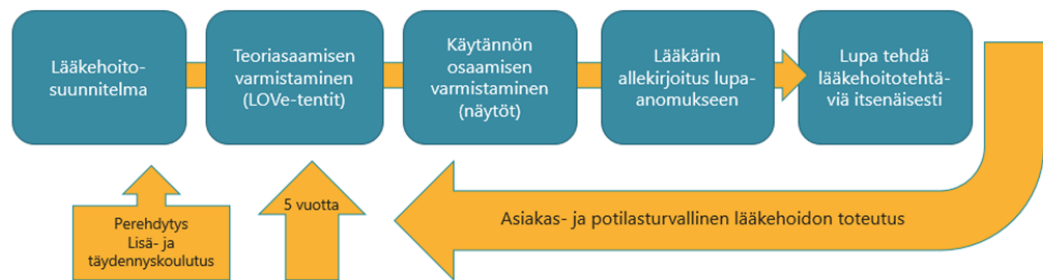 Lääkehoito-
suunnitelma
Teoriasaamisen
varmistaminen
(LOVe-tentit)
Käytännön
osaamisen
varmistaminen
(näytöt)
Lääkärin
allekirjoitus lupa-
anomukseen
Lupa tehdä
lääkehoitotehtä-
viä itsenäisesti
Perehdytys
Lisä- ja
täydennyskoulutus
5 vuotta
Asiakas- ja potilasturvallinen lääkehoidon toteutus